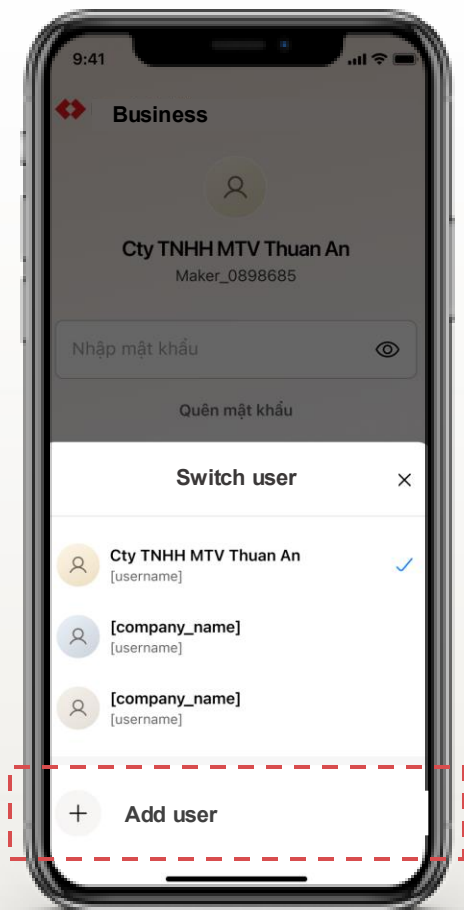 9:41
Business
Cty TNHH MTV Thuan An
Maker_0898685
Nhập mật khẩu
Quên mật khẩu
Switch user
Cty TNHH MTV Thuan An
[username]
[company_name]
[username]
[company_name]
[username]
Add user